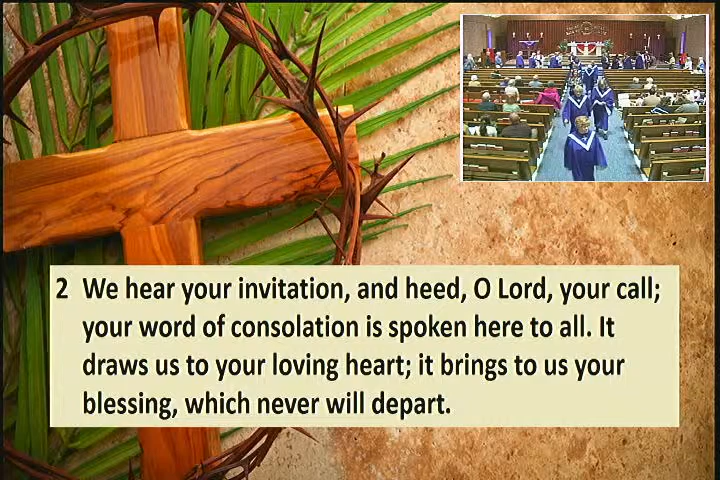 2 We hear your invitation, and heed, O Lord, your call;
your word of consolation is spoken here to all. It
draws us to your loving heart; it brings to us your
blessing, which never will depart.